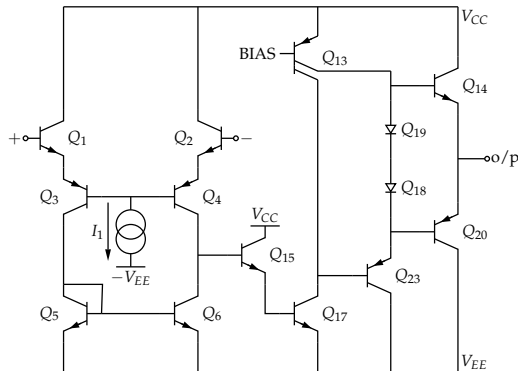 V_CC
BIAS
Q_13
Q_14
+
Q_1
Q_2
−
Q_19
o/p
Q_3
Q_4
Q_18
I_1
V_CC
Q_20
−V_EE
Q_15
Q_23
Q_5
Q_6
Q_17
V_EE